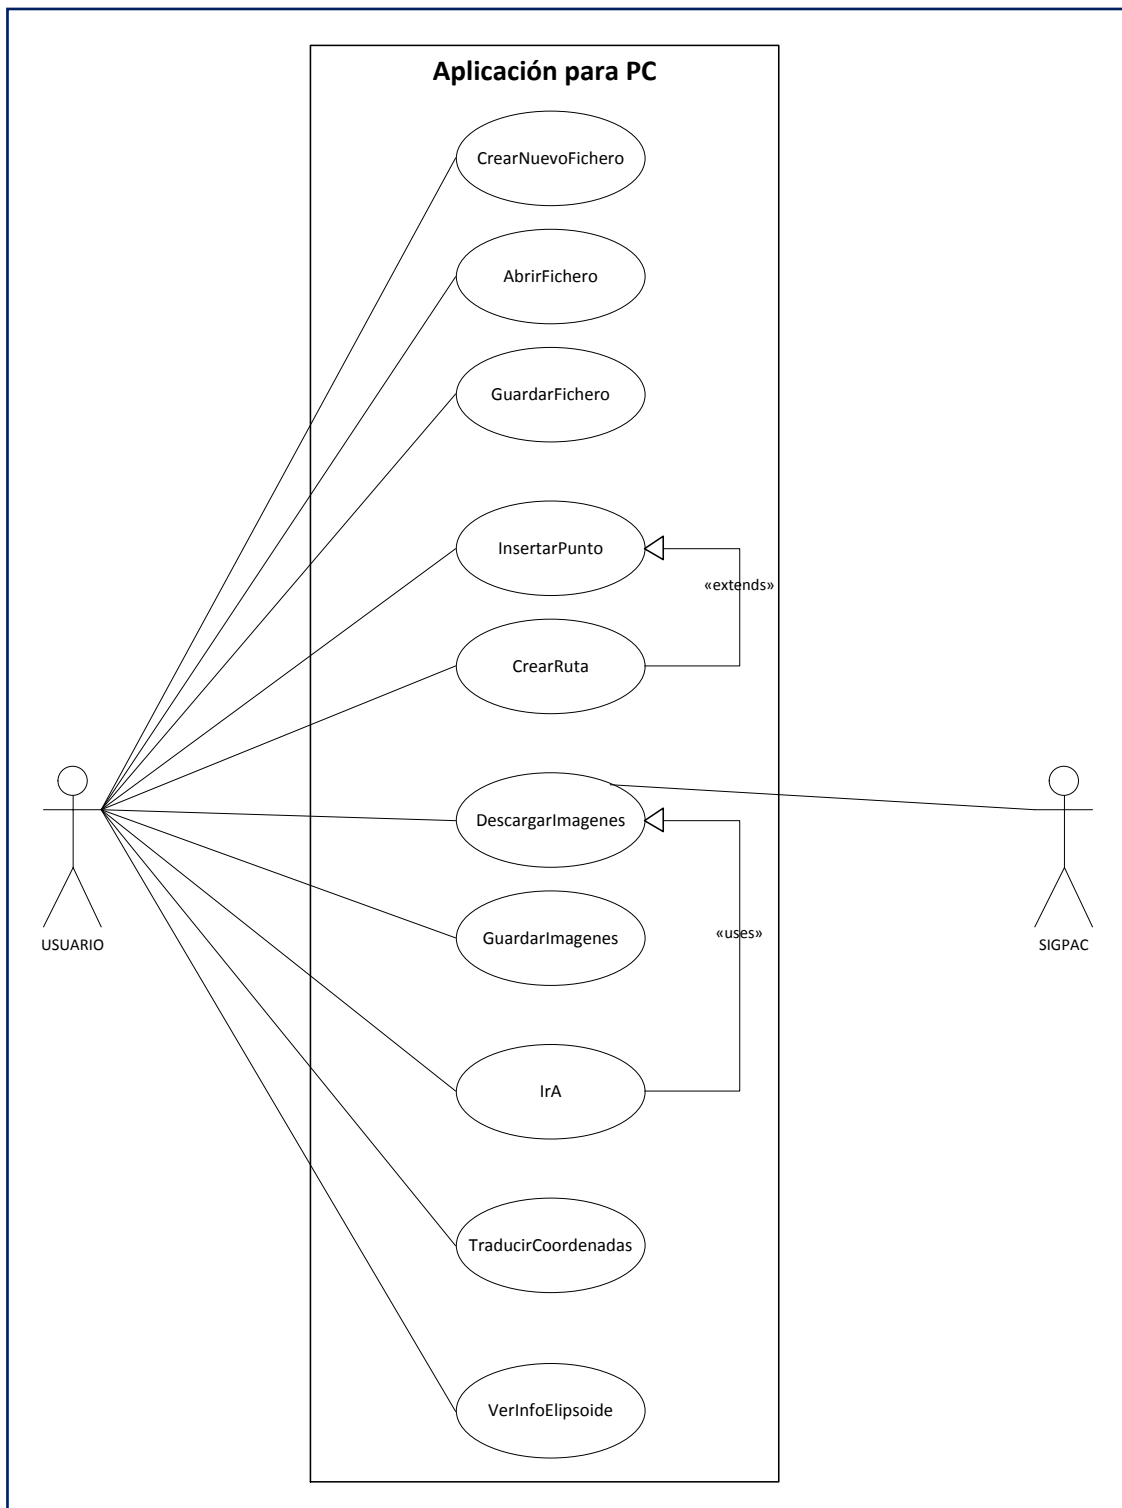 Aplicación para PC
CrearNuevoFichero
AbrirFichero
GuardarFichero
InsertarPunto
«extends»
CrearRuta
DescargarImagenes
GuardarImagenes
«uses»
USUARIO
SIGPAC
IrA
TraducirCoordenadas
VerInfoElipsoide